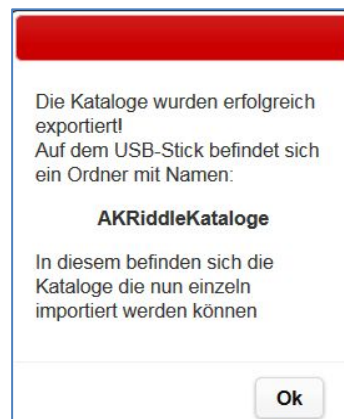 Die Kataloge wurden erfolgreich
exportiert!
Auf dem USB-Stick befindet sich
ein Ordner mit Namen:
AKRiddleKataloge
In diesem befinden sich die
Kataloge die nun einzeln
importiert werden können
Ok